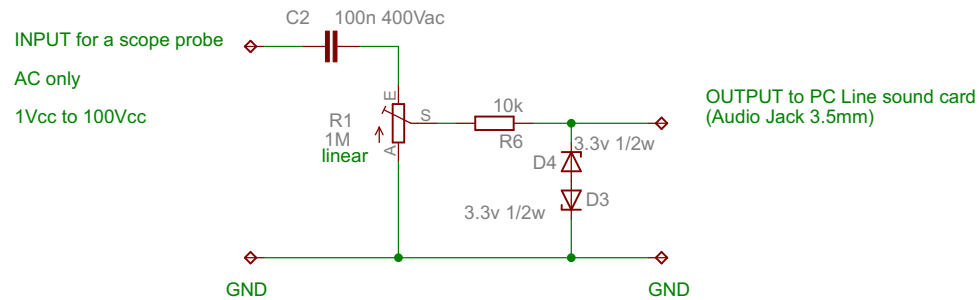 C2 100n 400Vac
INPUT for a scope probe
AC only
1Vcc to 100Vcc
E
R1
1M
linear
S
A
10k
R6
OUTPUT to PC Line sound card
(Audio Jack 3.5mm)
3.3v 1/2w
D4
D3
3.3v 1/2w
GND
GND